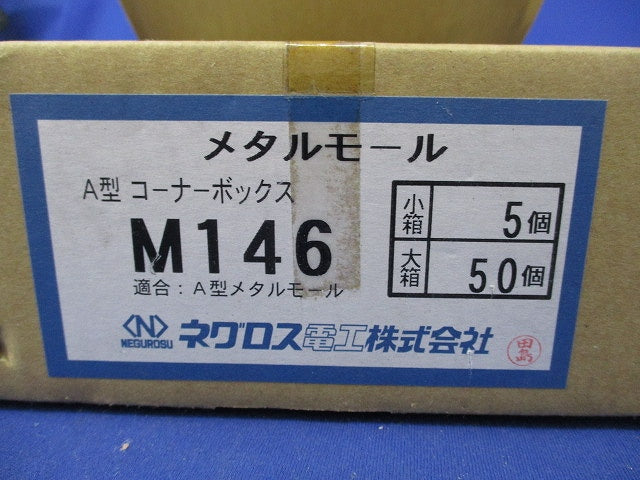 メタルモール
A型 コーナーボックス
M146
適合：A型メタルモール
小箱 5個
大箱 50個
N
NEGUROSU
ネグロス電工株式会社
田島